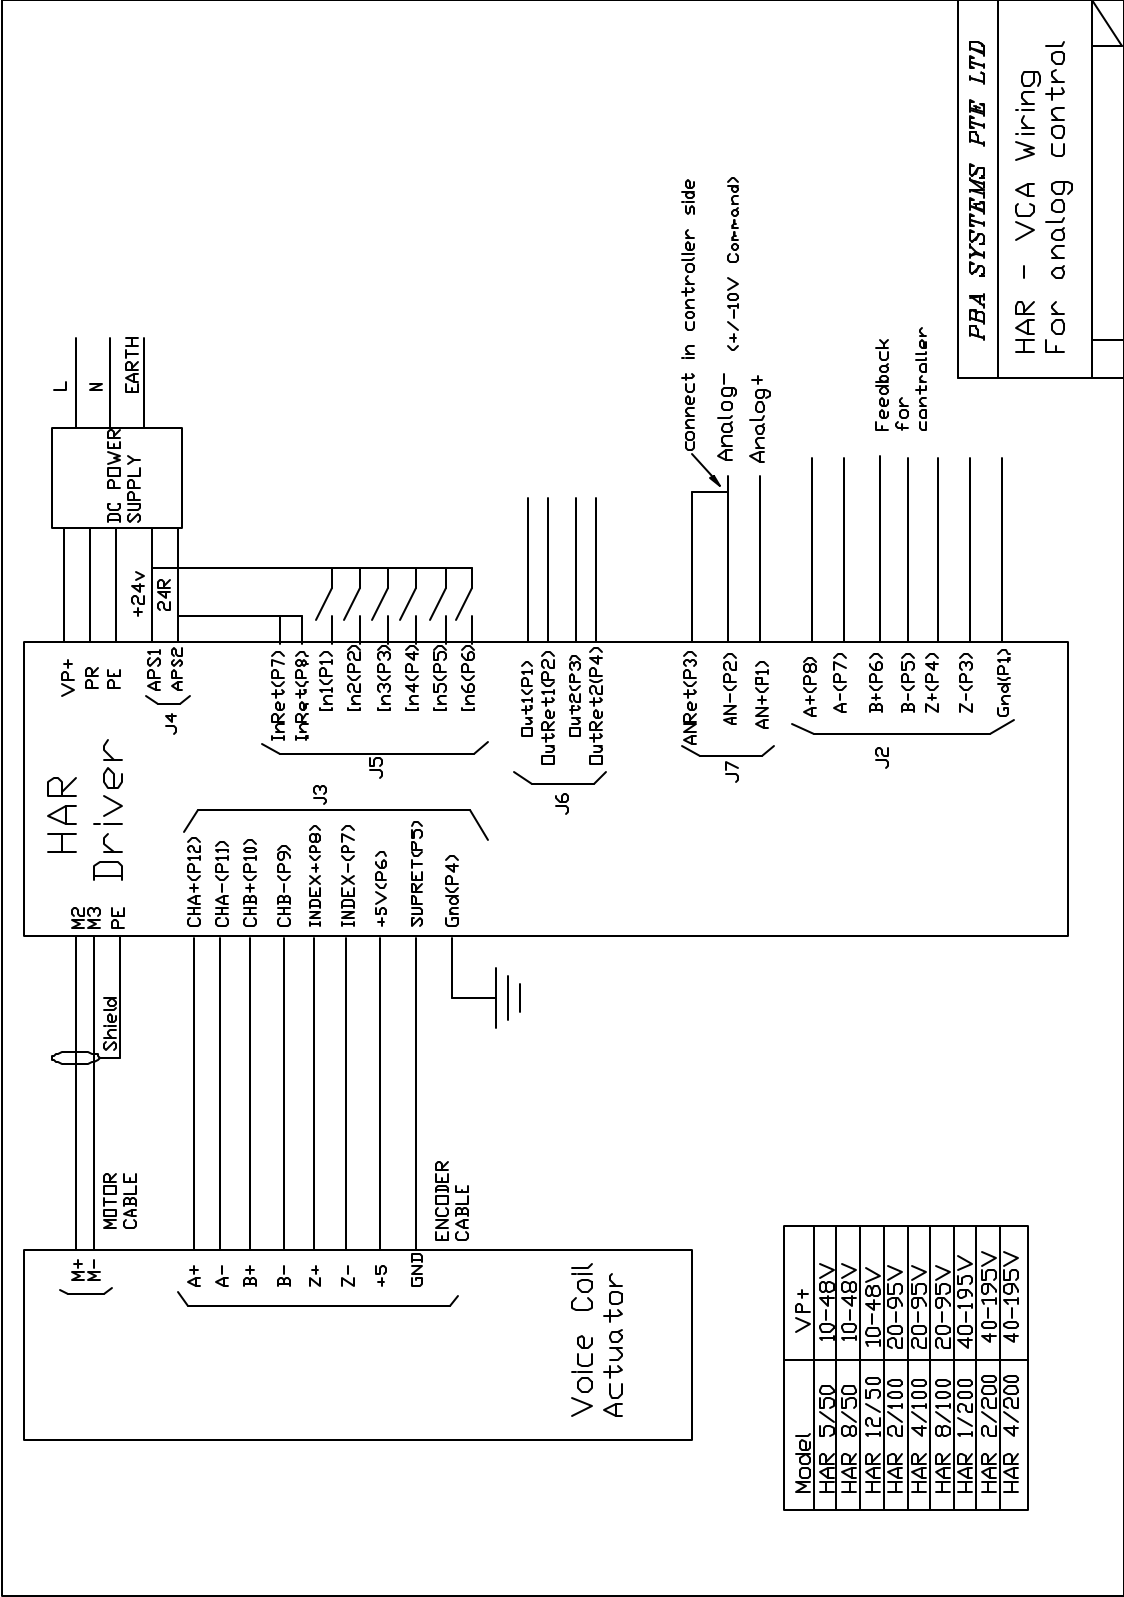 Voice Coil
Actuator
M+
M-
A+
A-
B+
B-
Z+
Z-
+5
GND
MOTOR
CABLE
ENCODER
CABLE
Shield
HAR
Driver
M2
M3
PE
CHA+(P12)
CHA-(P11)
CHB+(P10)
CHB-(P9)
INDEX+(P8)
INDEX-(P7)
+5V(P6)
SUPRET(P5)
Gnd(P4)
J3
VP+
PR
PE
APS1
APS2
J4
InRet(P7)
InRet(P8)
In1(P1)
In2(P2)
In3(P3)
In4(P4)
In5(P5)
In6(P6)
J5
Out1(P1)
OutRet1(P2)
Out2(P3)
OutRet2(P4)
J6
ANRet(P3)
AN-(P2)
AN+(P1)
J7
A+(P8)
A-(P7)
B+(P6)
B-(P5)
Z+(P4)
Z-(P3)
Gnd(P1)
J2
+24v
24R
DC POWER
SUPPLY
L
N
EARTH
connect in controller side
Analog- (+/-10V Command)
Analog+
Feedback
for
controller
Model VP+
HAR 5/50 10-48V
HAR 8/50 10-48V
HAR 12/50 10-48V
HAR 2/100 20-95V
HAR 4/100 20-95V
HAR 8/100 20-95V
HAR 1/200 40-195V
HAR 2/200 40-195V
HAR 4/200 40-195V
PBA SYSTEMS PTE LTD
HAR - VCA Wiring
For analog control